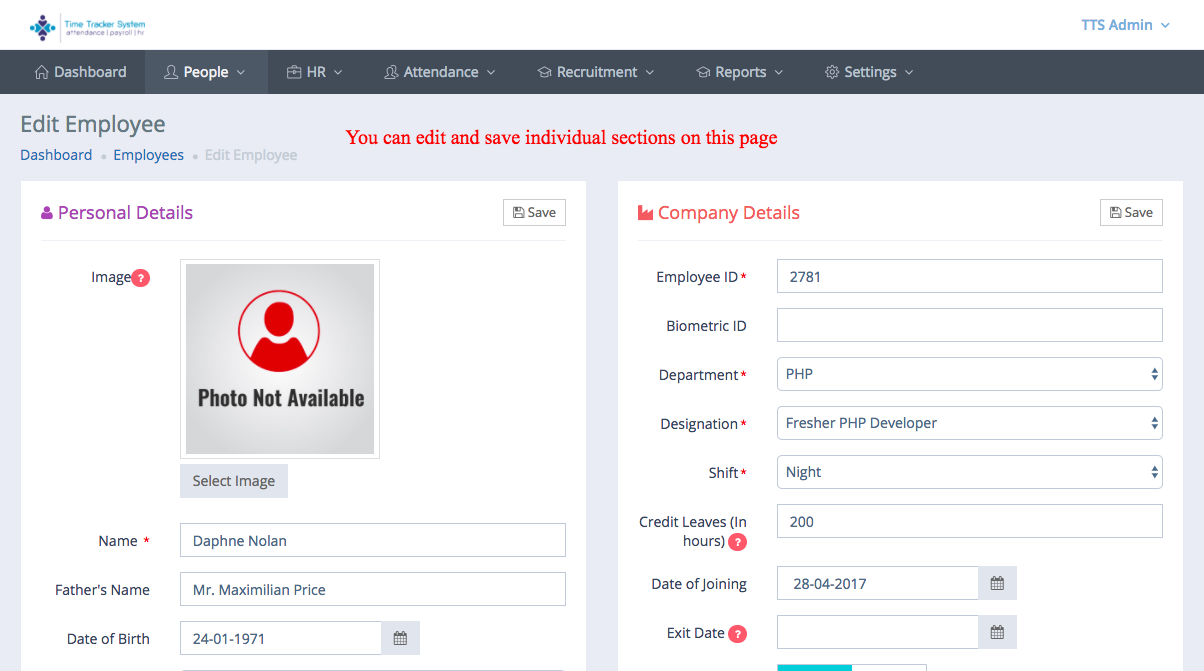 Time Tracker System
attendance | payroll | hr
TTS Admin
Dashboard People HR Attendance Recruitment Reports Settings
Edit Employee
You can edit and save individual sections on this page
Dashboard Employees Edit Employee
Personal Details
Save
Image ?
Photo Not Available
Select Image
Name *
Daphne Nolan
Father's Name
Mr. Maximilian Price
Date of Birth
24-01-1971
Company Details
Save
Employee ID *
2781
Biometric ID
Department *
PHP
Designation *
Fresher PHP Developer
Shift *
Night
Credit Leaves (In
hours) ?
200
Date of Joining
28-04-2017
Exit Date ?